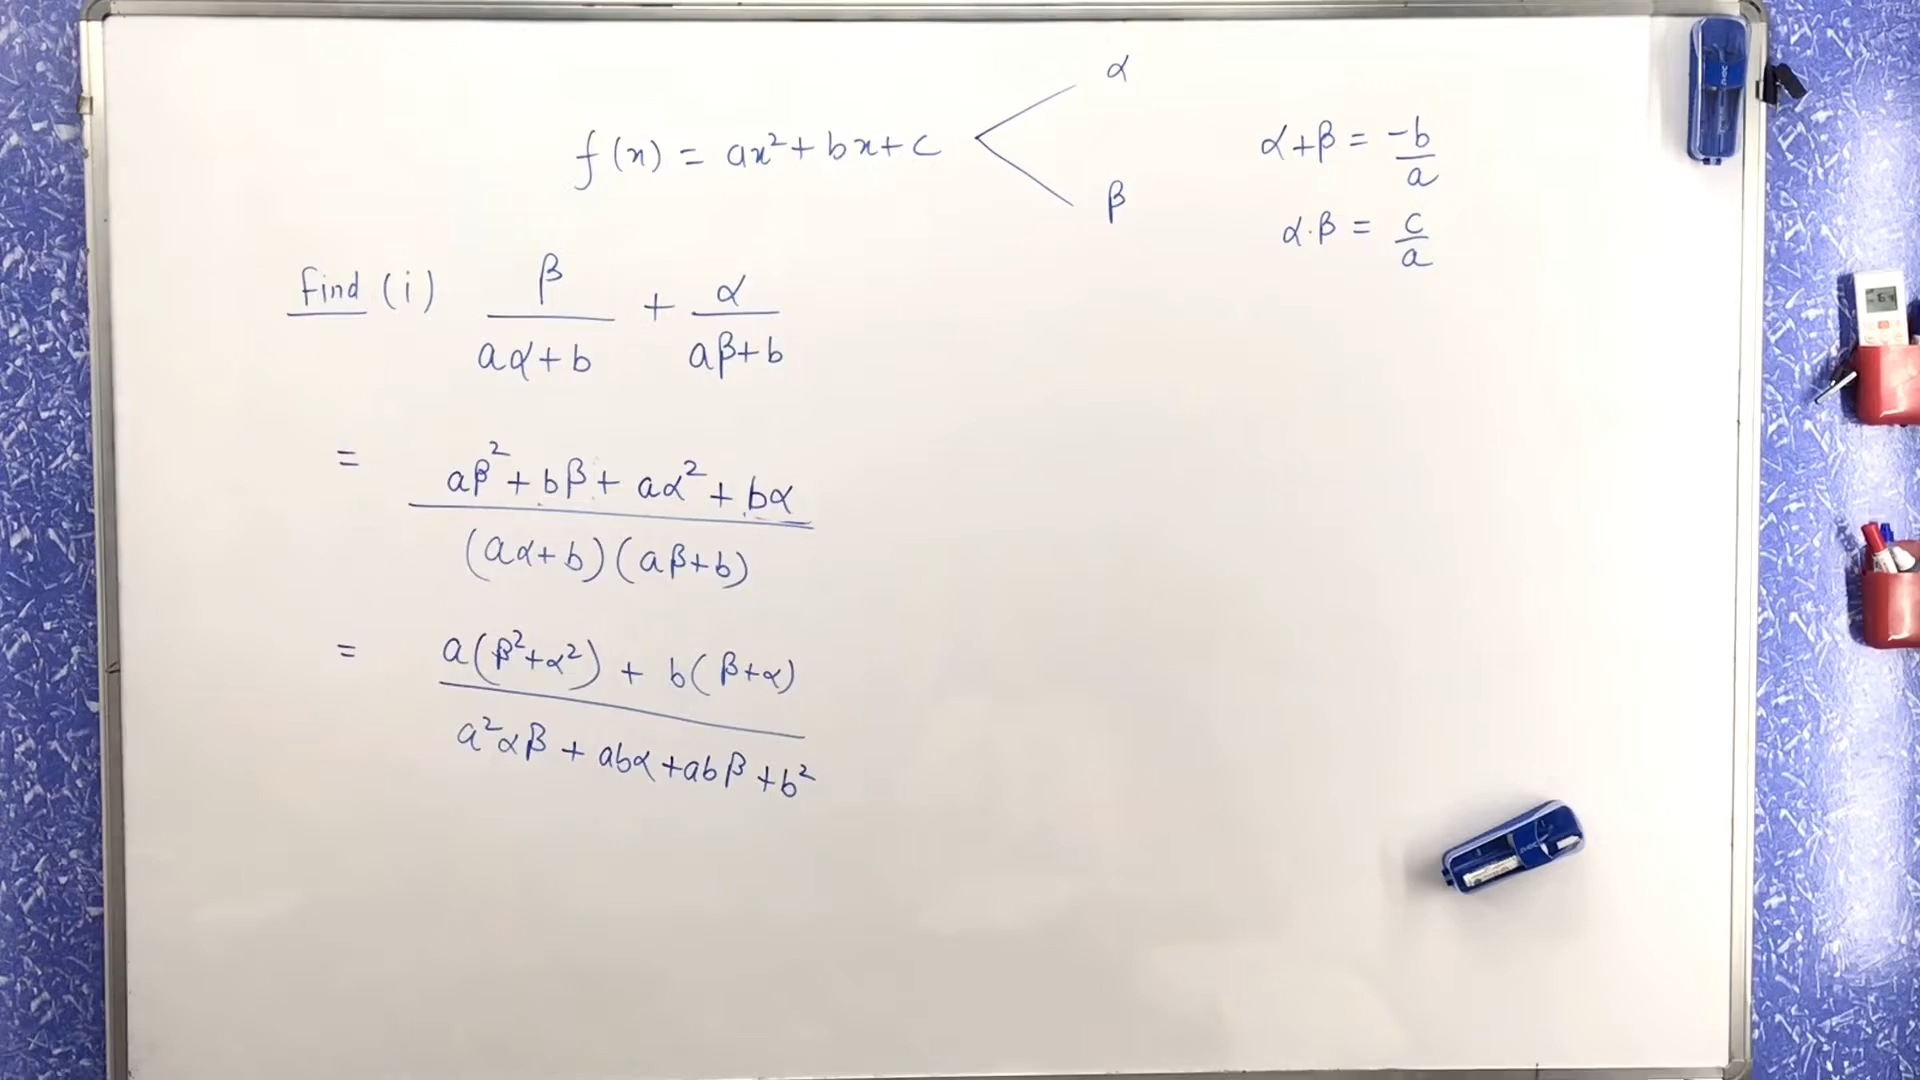 f(x) = ax² + bx + c
α
β
α+β = -b/a
α·β = c/a
find (i) β/(aα+b) + α/(aβ+b)
= (aβ² + bβ + aα² + bα)/((aα+b)(aβ+b))
= (a(β²+α²) + b(β+α))/(a²αβ + abα + abβ + b²)